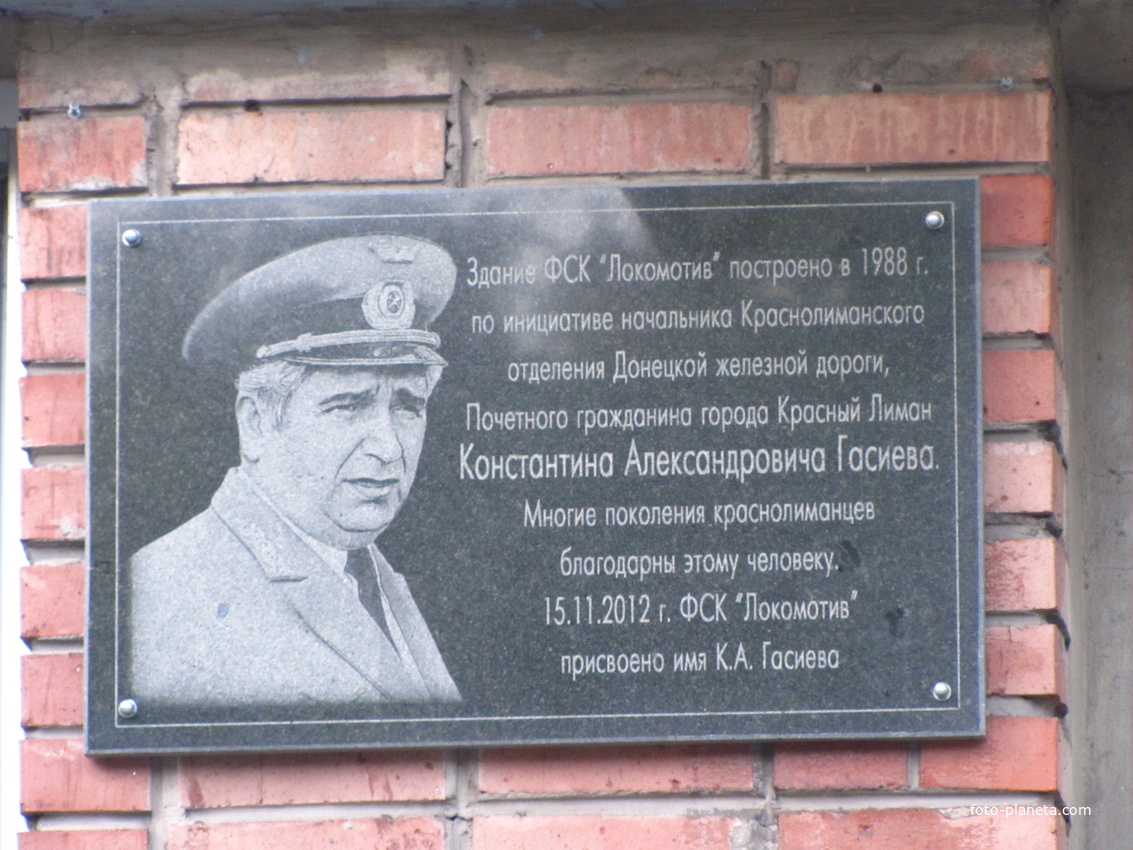 Здание ФСК "Локомотив" построено в 1988 г.
по инициативе начальника Краснолиманского
отделения Донецкой железной дороги,
Почетного гражданина города Красный Лиман
Константина Александровича Гасиева.
Многие поколения краснолиманцев
благодарны этому человеку.
15.11.2012 г. ФСК "Локомотив"
присвоено имя К.А. Гасиева
foto-planeta.com